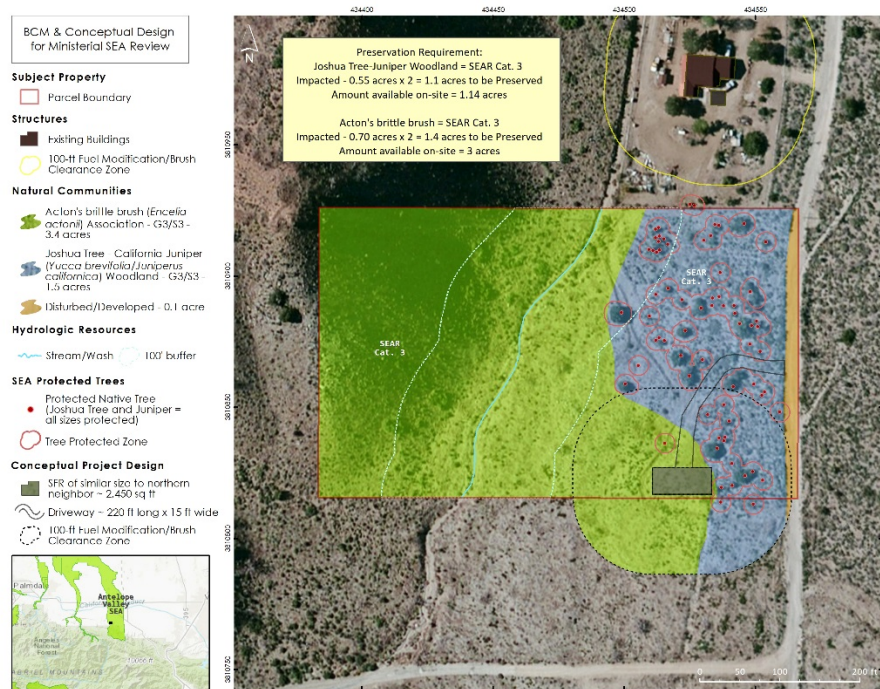 BCM & Conceptual Design
for Ministerial SEA Review
Subject Property
Parcel Boundary
Structures
Existing Buildings
100-ft Fuel Modification/Brush
Clearance Zone
Natural Communities
Acton's brittle brush (Encelia
actonii) Association - G3/S3 -
3.4 acres
Joshua Tree - California Juniper
(Yucca brevifolia/Juniperus
californica) Woodland - G3/S3 -
1.5 acres
Disturbed/Developed - 0.1 acre
Hydrologic Resources
Stream/Wash
100' buffer
SEA Protected Trees
Protected Native Tree
(Joshua Tree and Juniper =
all sizes protected)
Tree Protected Zone
Conceptual Project Design
SFR of similar size to northern
neighbor ~ 2,450 sq ft
Driveway ~ 220 ft long x 15 ft wide
100-ft Fuel Modification/Brush
Clearance Zone
Palmdale
Antelope
Valley
SEA
Angeles
National
Forest
434400
434450
434500
434550
N
Preservation Requirement:
Joshua Tree-Juniper Woodland = SEAR Cat. 3
Impacted - 0.55 acres x 2 = 1.1 acres to be Preserved
Amount available on-site = 1.14 acres
Acton's brittle brush = SEAR Cat. 3
Impacted - 0.70 acres x 2 = 1.4 acres to be Preserved
Amount available on-site = 3 acres
3810950
3810900
3810850
3810800
3810750
SEAR
Cat. 3
SEAR
Cat. 3
0
50
100
200 ft